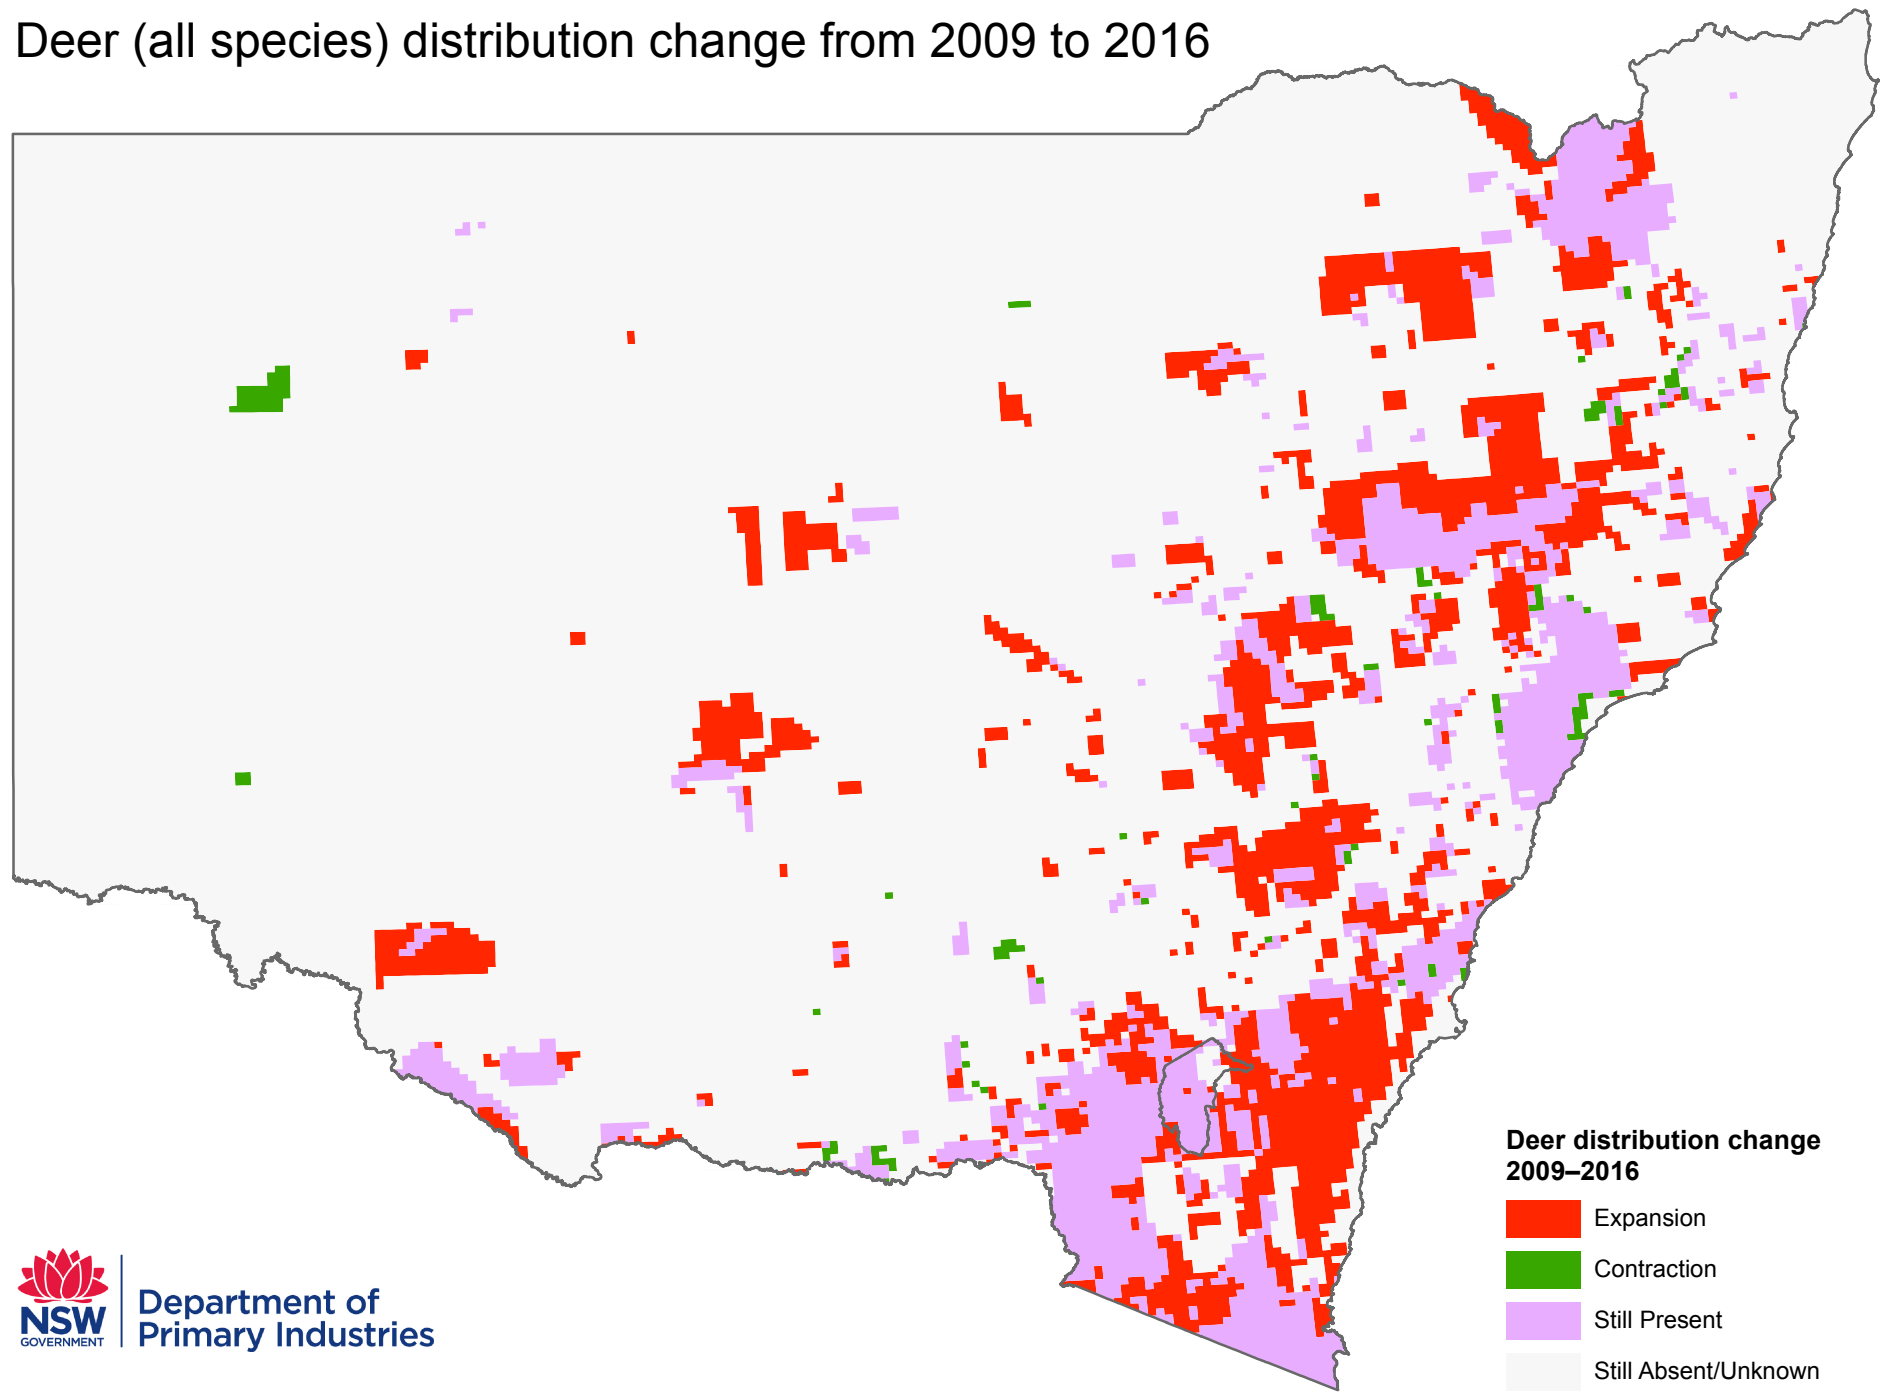 Deer (all species) distribution change from 2009 to 2016
Deer distribution change
2009–2016
Expansion
Contraction
Still Present
Still Absent/Unknown
NSW
GOVERNMENT
Department of
Primary Industries